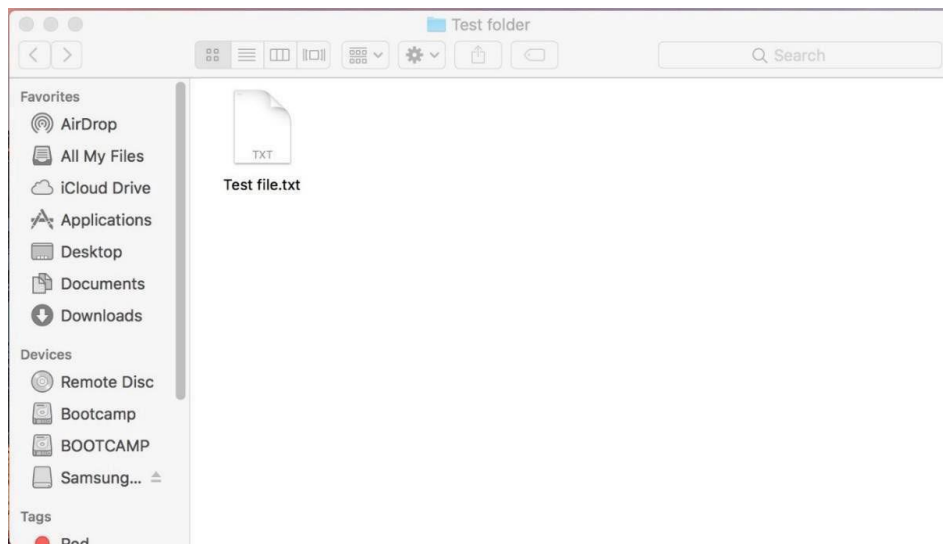 Test folder
Search
Favorites
AirDrop
All My Files
iCloud Drive
Applications
Desktop
Documents
Downloads
Devices
Remote Disc
Bootcamp
BOOTCAMP
Samsung...
Tags
Red
TXT
Test file.txt